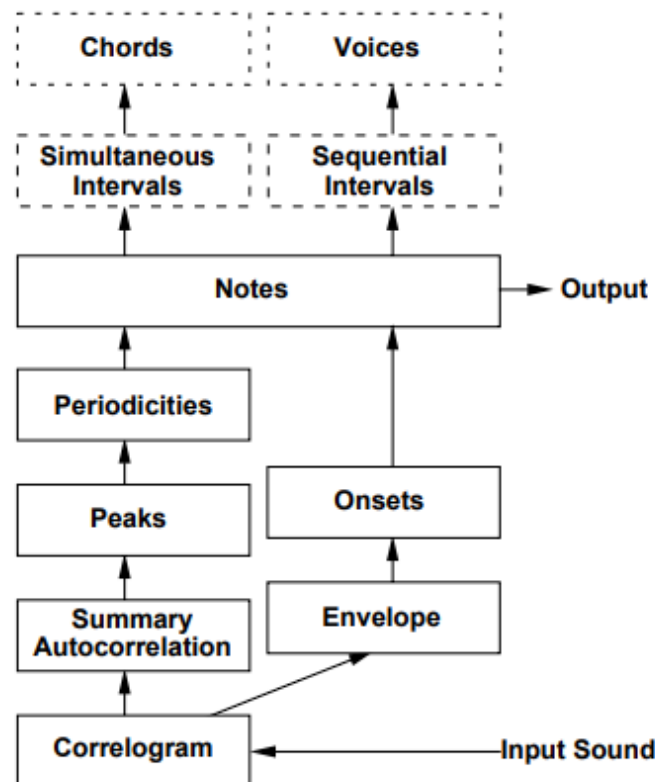 Chords
Voices
Simultaneous
Intervals
Sequential
Intervals
Notes
Output
Periodicities
Peaks
Onsets
Summary
Autocorrelation
Envelope
Correlogram
Input Sound